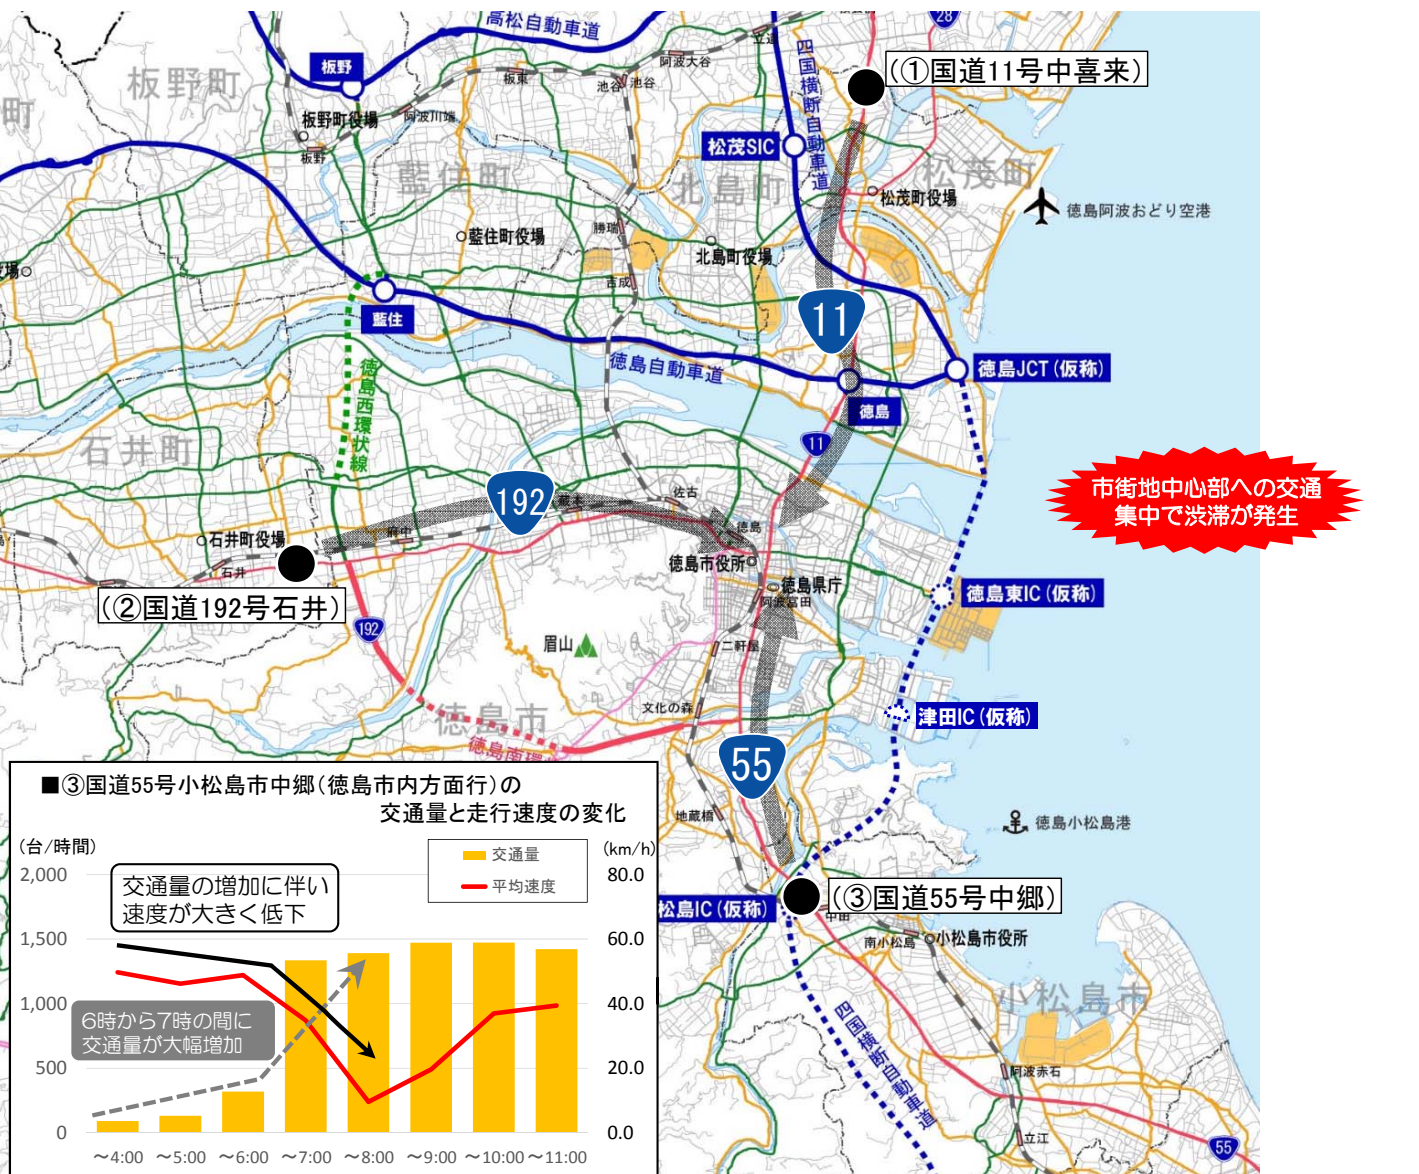 高松自動車道
28
立道
(①国道11号中喜来)
板野
阿波大谷
板東
池谷
池谷
四国横断自動車道
板野町
町
板野町役場
阿波川端
板野
藍住町
松茂SIC
北島町
松茂町
松茂町役場
徳島阿波おどり空港
勝瑞
藍住町役場
北島町役場
役場
吉成
藍住
11
徳島自動車道
徳島JCT(仮称)
徳島
徳島西環状線
石井町
11
市街地中心部への交通
集中で渋滞が発生
192
佐古
蔵本
徳島
府中
石井町役場
石井
徳島市役所
徳島県庁
阿波富田
徳島東IC(仮称)
(②国道192号石井)
192
眉山
二軒屋
文化の森
津田IC(仮称)
徳島市
徳島南環
55
地蔵橋
徳島小松島港
松島IC(仮称)
(③国道55号中郷)
中田
南小松島
小松島市役所
小松島市
四国横断自動車道
阿波赤石
立江
55
■③国道55号小松島市中郷(徳島市内方面行)の
交通量と走行速度の変化
(台/時間)
(km/h)
交通量
平均速度
交通量の増加に伴い
速度が大きく低下
6時から7時の間に
交通量が大幅増加
2,000
1,500
1,000
500
0
80.0
60.0
40.0
20.0
0.0
～4:00 ～5:00 ～6:00 ～7:00 ～8:00 ～9:00 ～10:00 ～11:00